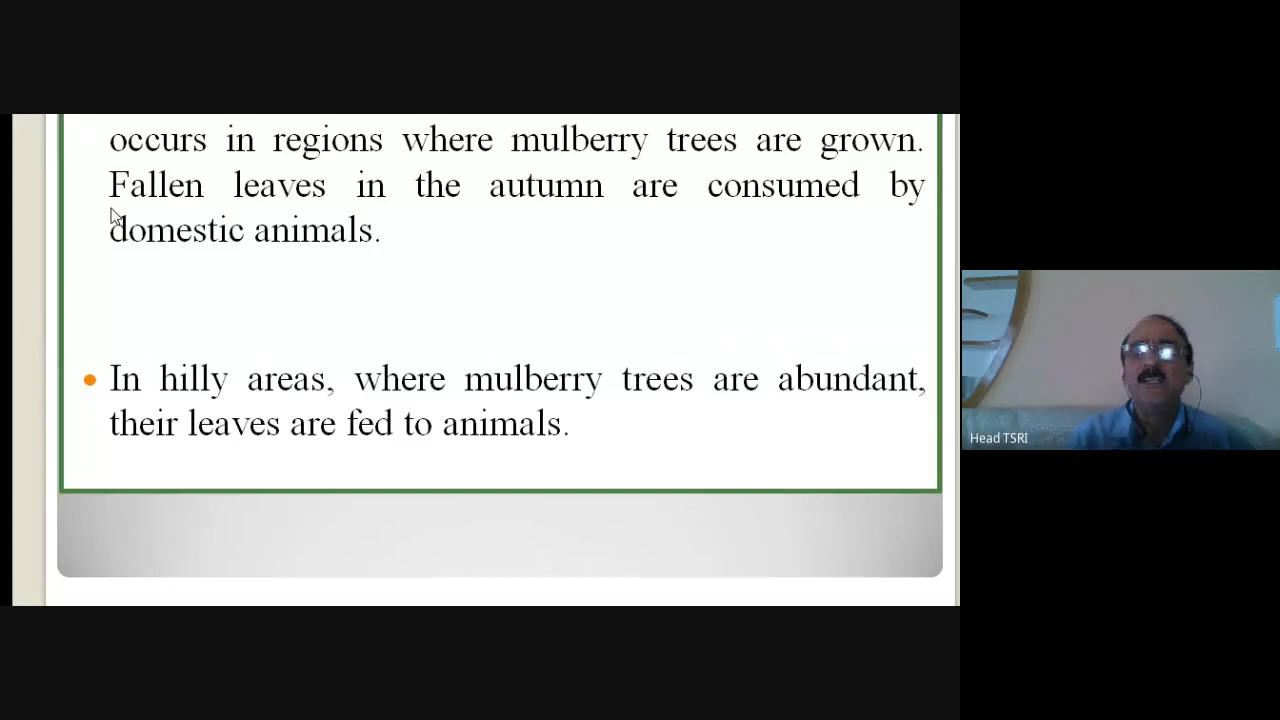 occurs in regions where mulberry trees are grown.
Fallen leaves in the autumn are consumed by
domestic animals.
In hilly areas, where mulberry trees are abundant,
their leaves are fed to animals.
Head TSRI